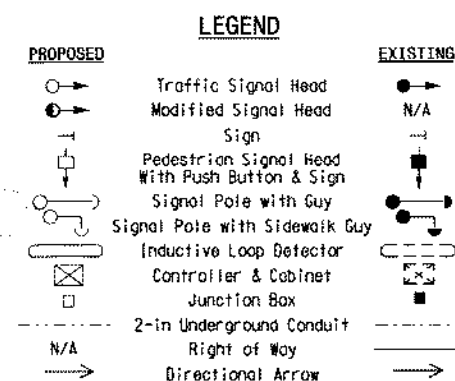 LEGEND
PROPOSED EXISTING
Traffic Signal Head
Modified Signal Head N/A
Sign
Pedestrian Signal Head
With Push Button & Sign
Signal Pole with Guy
Signal Pole with Sidewalk Guy
Inductive Loop Detector
Controller & Cabinet
Junction Box
2-in Underground Conduit
N/A Right of Way
Directional Arrow